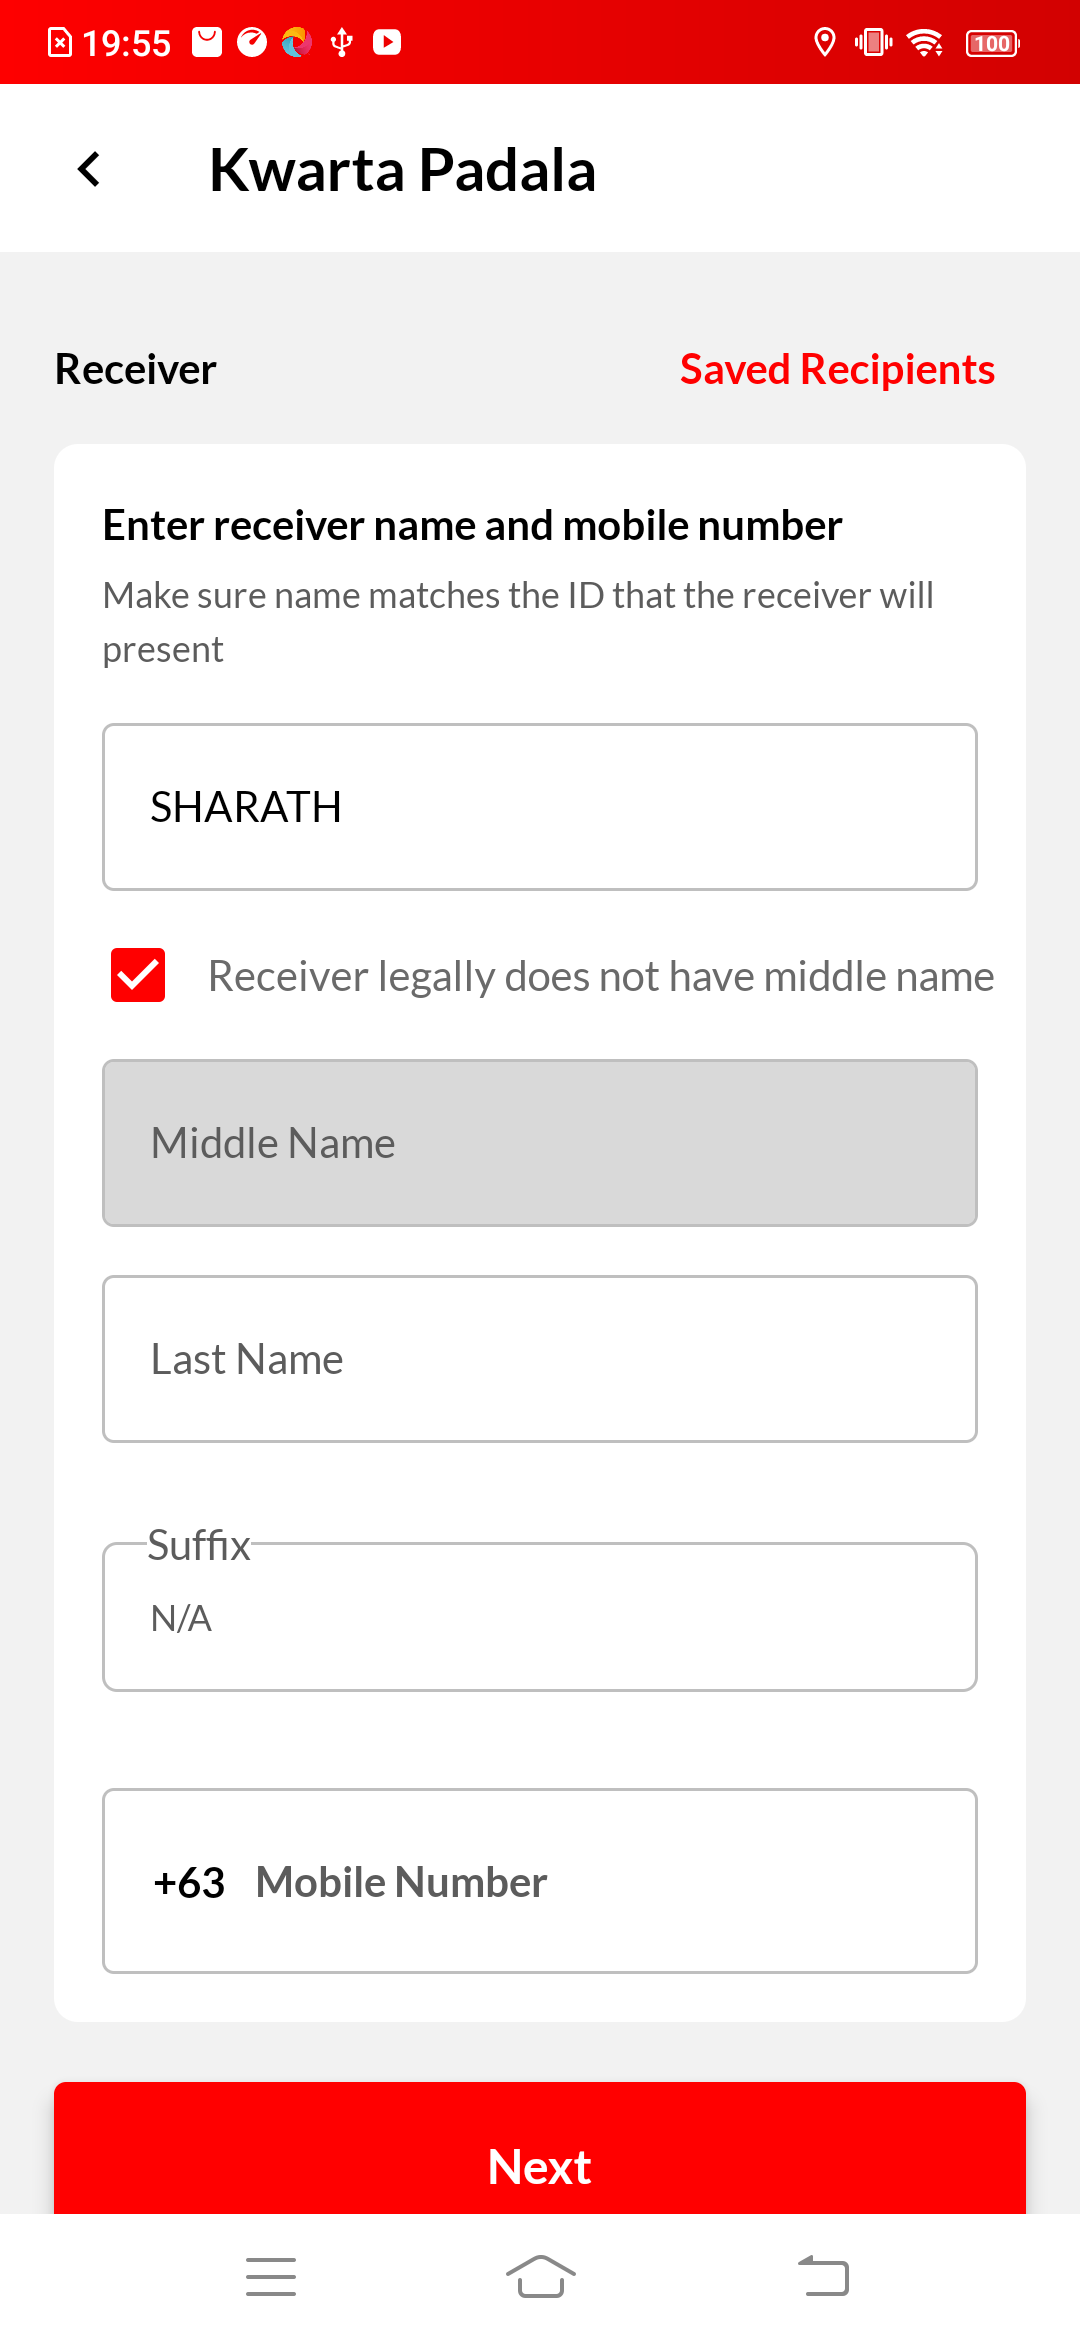 19:55
100
Kwarta Padala
Receiver
Saved Recipients
Enter receiver name and mobile number
Make sure name matches the ID that the receiver will
present
SHARATH
Receiver legally does not have middle name
Middle Name
Last Name
Suffix
N/A
+63 Mobile Number
Next